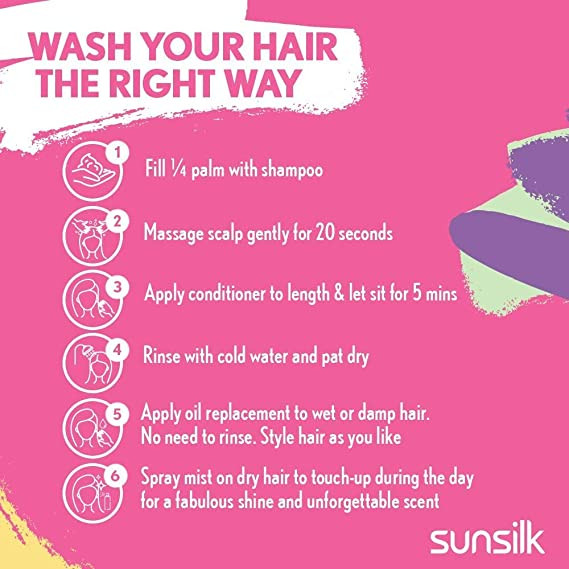 WASH YOUR HAIR
THE RIGHT WAY
1
Fill ¼ palm with shampoo
2
Massage scalp gently for 20 seconds
3
Apply conditioner to length & let sit for 5 mins
4
Rinse with cold water and pat dry
5
Apply oil replacement to wet or damp hair.
No need to rinse. Style hair as you like
6
Spray mist on dry hair to touch-up during the day
for a fabulous shine and unforgettable scent
sunsilk